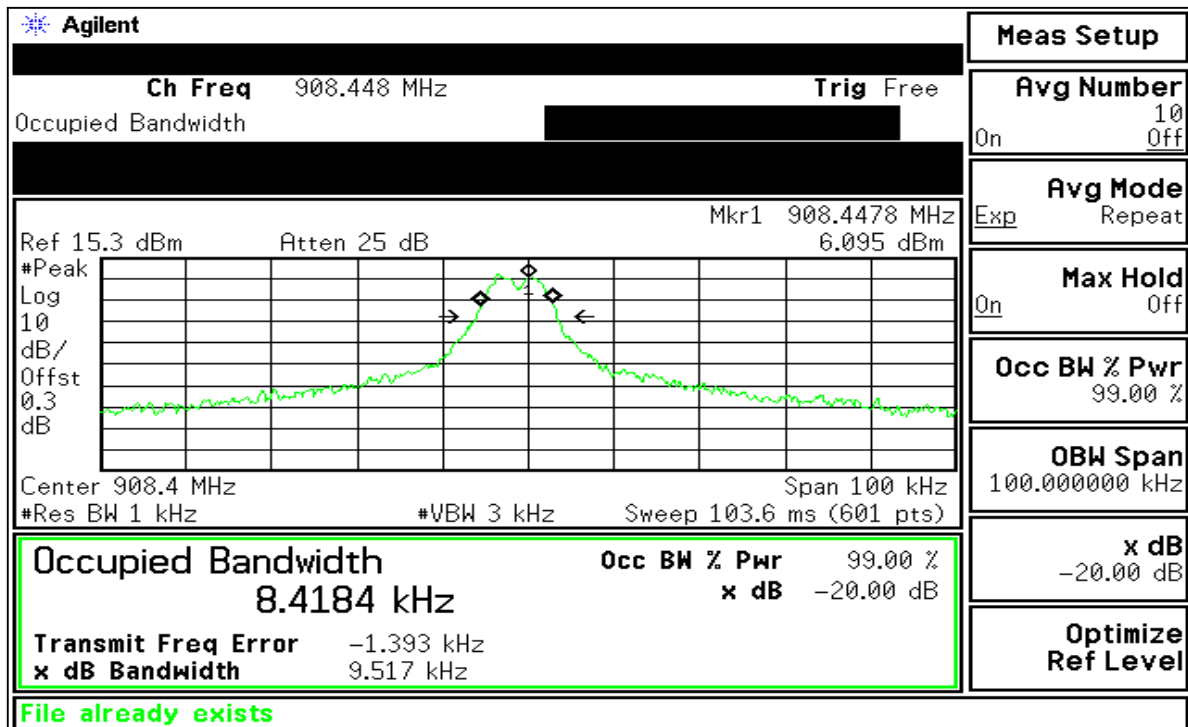 Agilent
Ch Freq 908.448 MHz Trig Free
Occupied Bandwidth
Mkr1 908.4478 MHz
Ref 15.3 dBm Atten 25 dB 6.095 dBm
#Peak
Log
10
dB/
Offst
0.3
dB
1
Center 908.4 MHz Span 100 kHz
#Res BW 1 kHz #VBW 3 kHz Sweep 103.6 ms (601 pts)
Occupied Bandwidth Occ BW % Pwr 99.00 %
8.4184 kHz x dB -20.00 dB
Transmit Freq Error -1.393 kHz
x dB Bandwidth 9.517 kHz
File already exists
Meas Setup
Avg Number
10
On Off
Avg Mode
Exp Repeat
Max Hold
On Off
Occ BW % Pwr
99.00 %
OBW Span
100.000000 kHz
x dB
-20.00 dB
Optimize
Ref Level